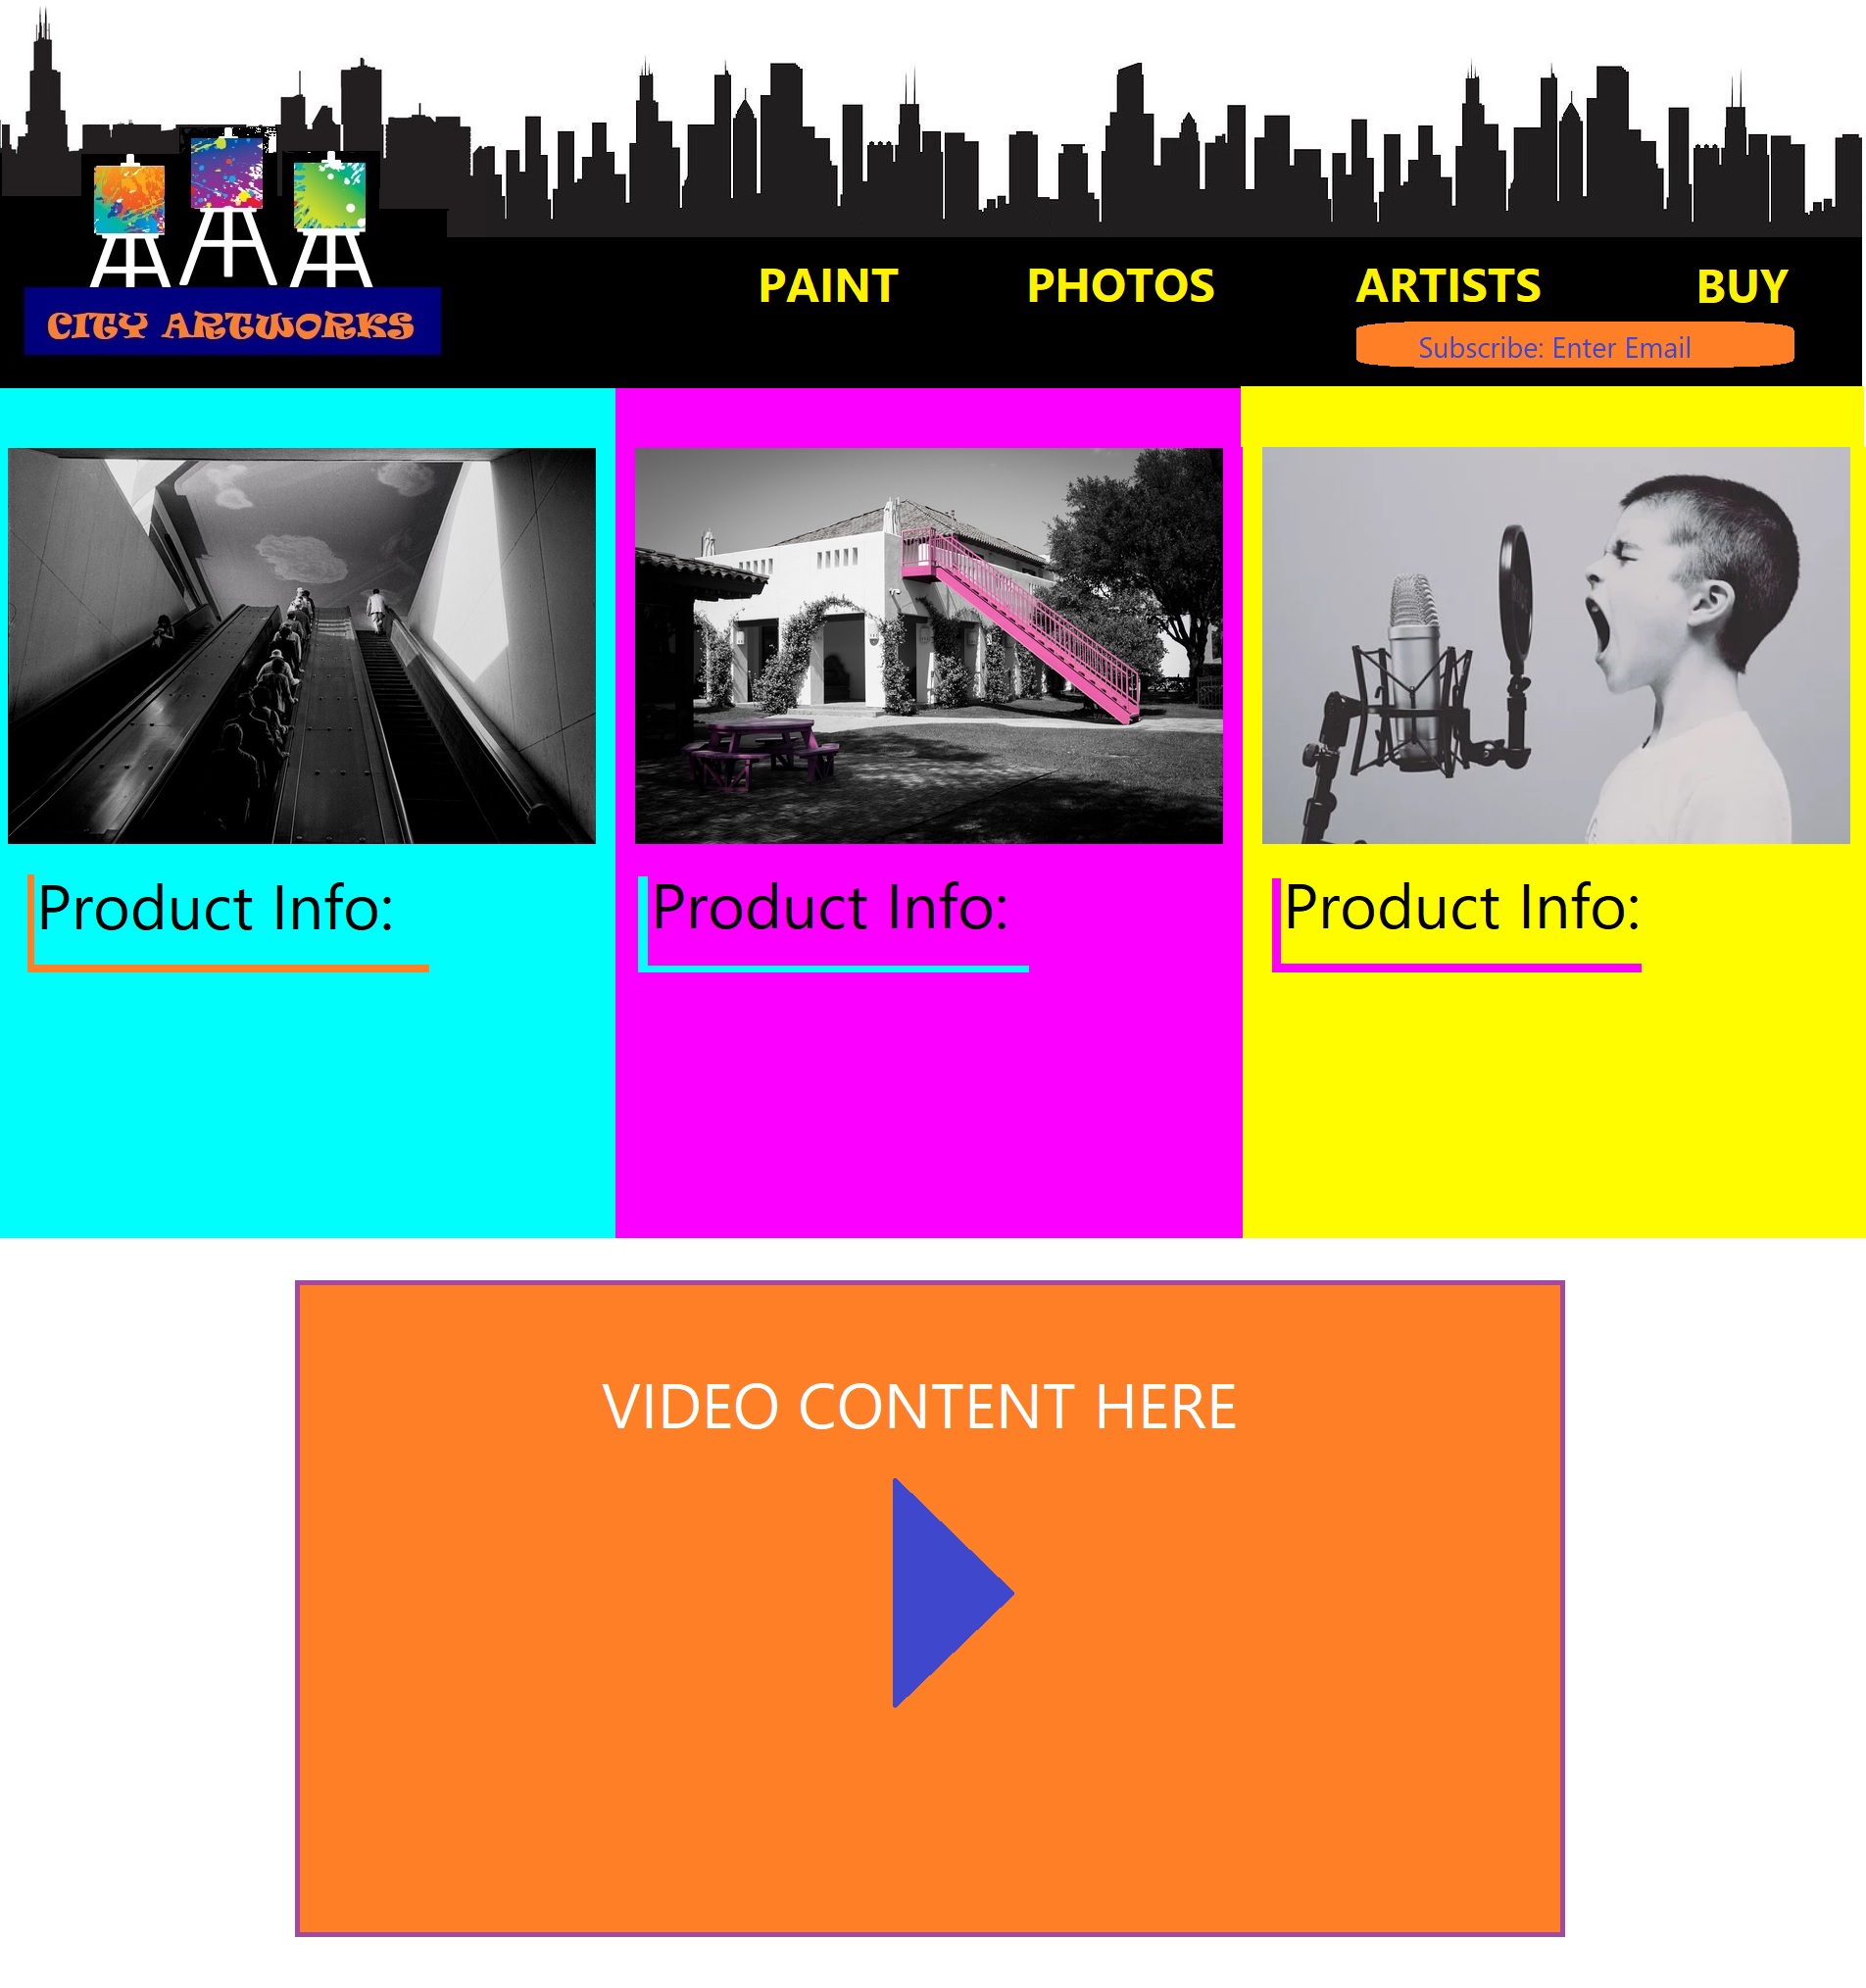 PAINT
PHOTOS
ARTISTS
BUY
CITY ARTWORKS
Subscribe: Enter Email
Product Info:
Product Info:
Product Info:
VIDEO CONTENT HERE